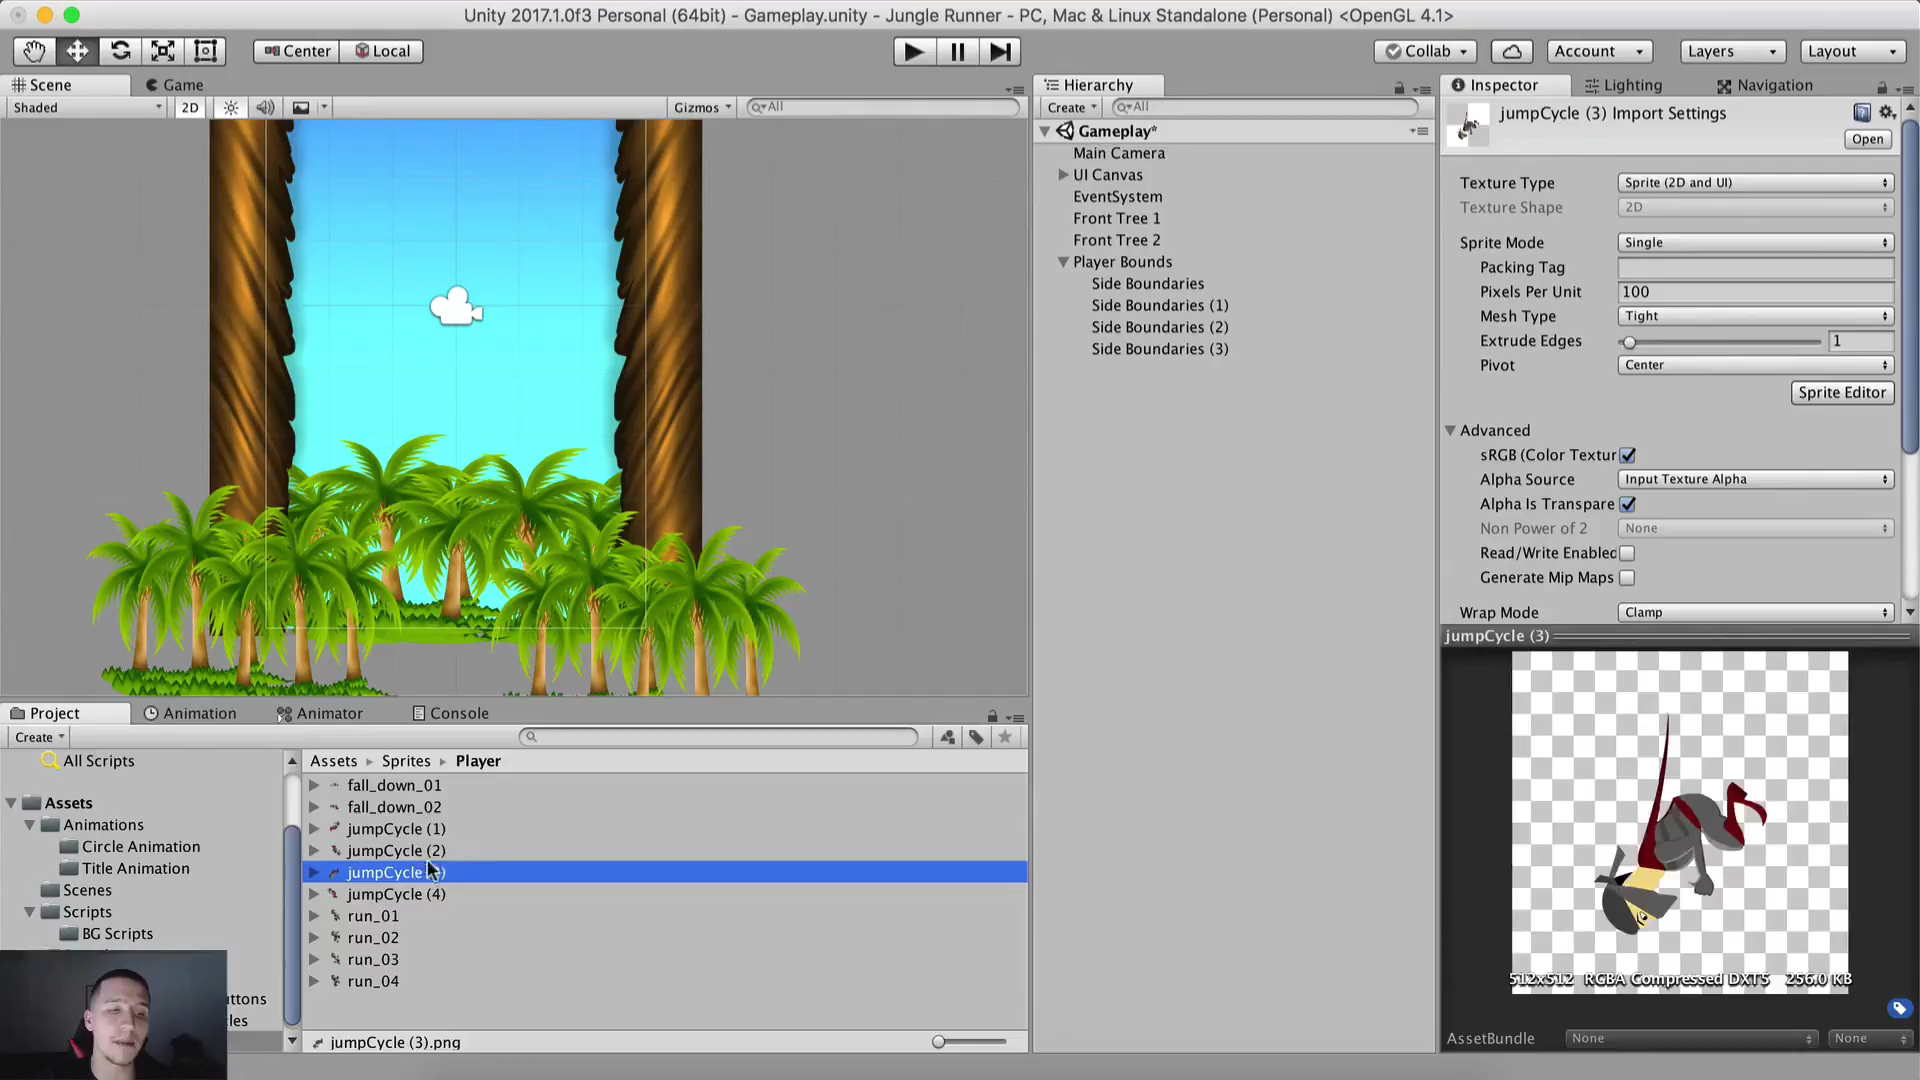 Unity 2017.1.0f3 Personal (64bit) - Gameplay.unity - Jungle Runner - PC, Mac & Linux Standalone (Personal) <OpenGL 4.1>
Center Local Collab Account Layers Layout
Scene Game
Shaded 2D Gizmos All
Hierarchy
Create All
Gameplay*
Main Camera
UI Canvas
EventSystem
Front Tree 1
Front Tree 2
Player Bounds
Side Boundaries
Side Boundaries (1)
Side Boundaries (2)
Side Boundaries (3)
Inspector Lighting Navigation
jumpCycle (3) Import Settings
Open
Texture Type Sprite (2D and UI)
Texture Shape 2D
Sprite Mode Single
Packing Tag
Pixels Per Unit 100
Mesh Type Tight
Extrude Edges 1
Pivot Center
Sprite Editor
Advanced
sRGB (Color Textur
Alpha Source Input Texture Alpha
Alpha Is Transpare
Non Power of 2 None
Read/Write Enabled
Generate Mip Maps
Wrap Mode Clamp
jumpCycle (3)
512x512 RGBA Compressed DXT5 256.0 KB
AssetBundle None None
Project Animation Animator Console
Create
All Scripts
Assets
Animations
Circle Animation
Title Animation
Scenes
Scripts
BG Scripts
uttons
les
Assets Sprites Player
fall_down_01
fall_down_02
jumpCycle (1)
jumpCycle (2)
jumpCycle )
jumpCycle (4)
run_01
run_02
run_03
run_04
jumpCycle (3).png